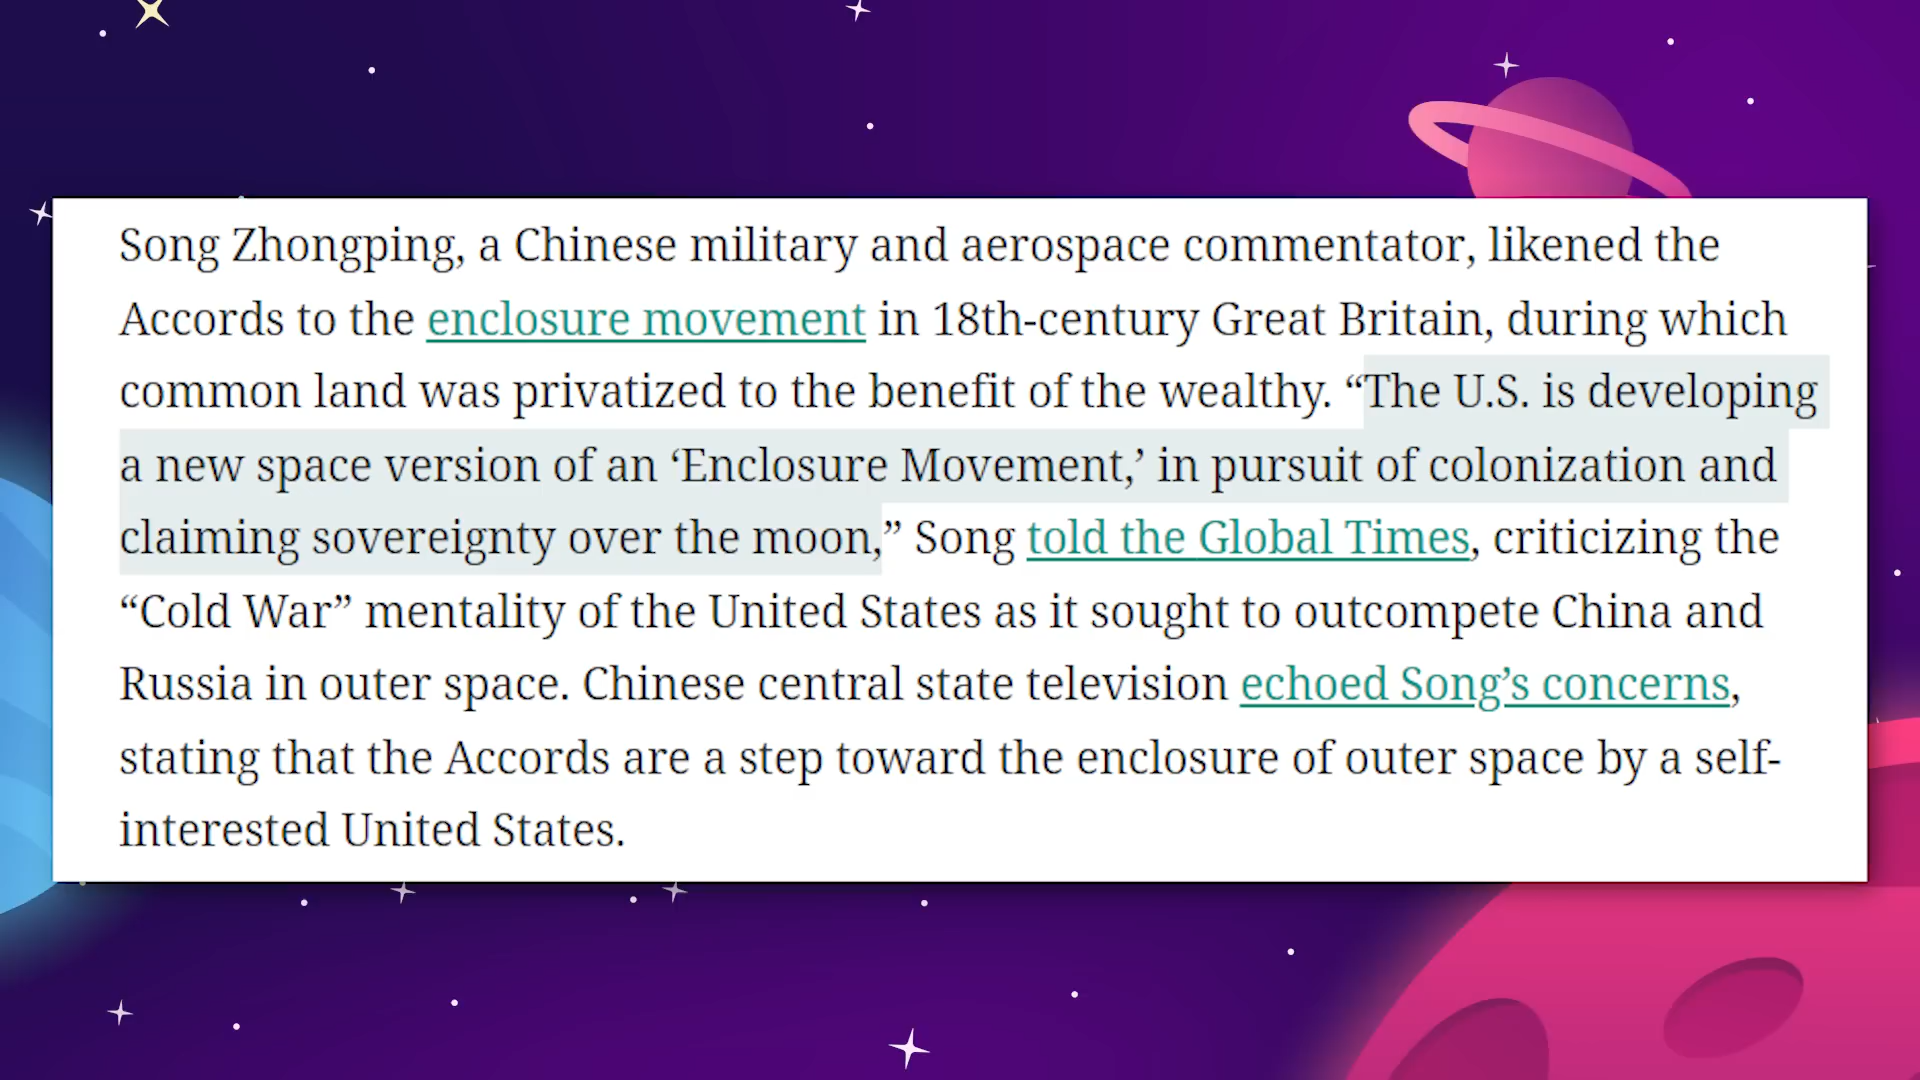 Song Zhongping, a Chinese military and aerospace commentator, likened the
Accords to the enclosure movement in 18th-century Great Britain, during which
common land was privatized to the benefit of the wealthy. “The U.S. is developing
a new space version of an ‘Enclosure Movement,’ in pursuit of colonization and
claiming sovereignty over the moon,” Song told the Global Times, criticizing the
“Cold War” mentality of the United States as it sought to outcompete China and
Russia in outer space. Chinese central state television echoed Song’s concerns,
stating that the Accords are a step toward the enclosure of outer space by a self-
interested United States.